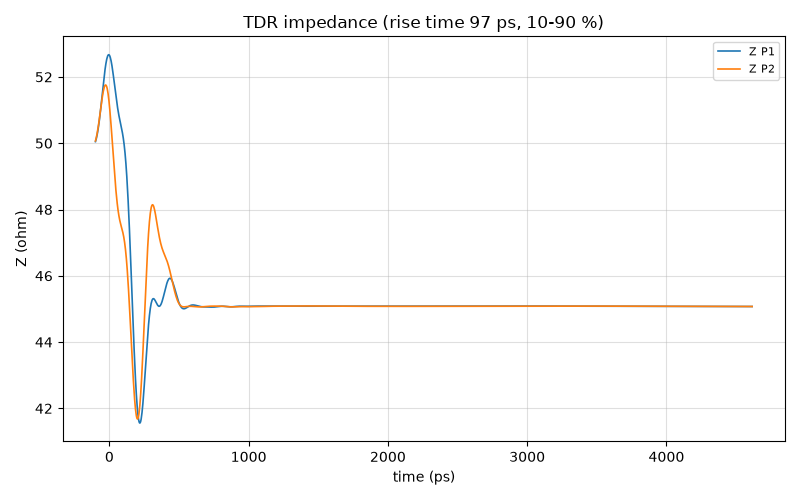 TDR impedance (rise time 97 ps, 10-90 %)
Z P1
Z P2
Z (ohm)
52
50
48
46
44
42
0
1000
2000
3000
4000
time (ps)